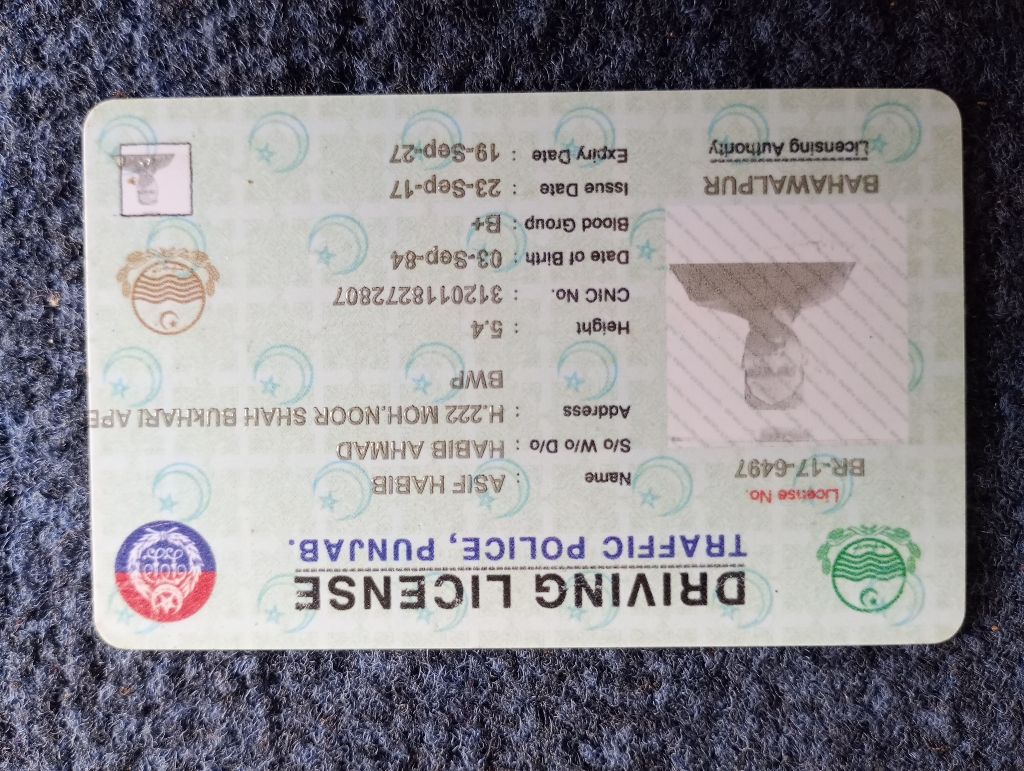 DRIVING LICENSE
TRAFFIC POLICE, PUNJAB.
License No.
BR-17-6497
Name : ASIF HABIB
S/o W/o D/o : HABIB AHMAD
Address : H.222 MOH.NOOR SHAH BUKHARI APE
BWP
Height : 5.4
CNIC No. : 3120118272807
Date of Birth : 03-Sep-84
Blood Group : B+
Issue Date : 23-Sep-17
Expiry Date : 19-Sep-27
BAHAWALPUR
Licensing Authority